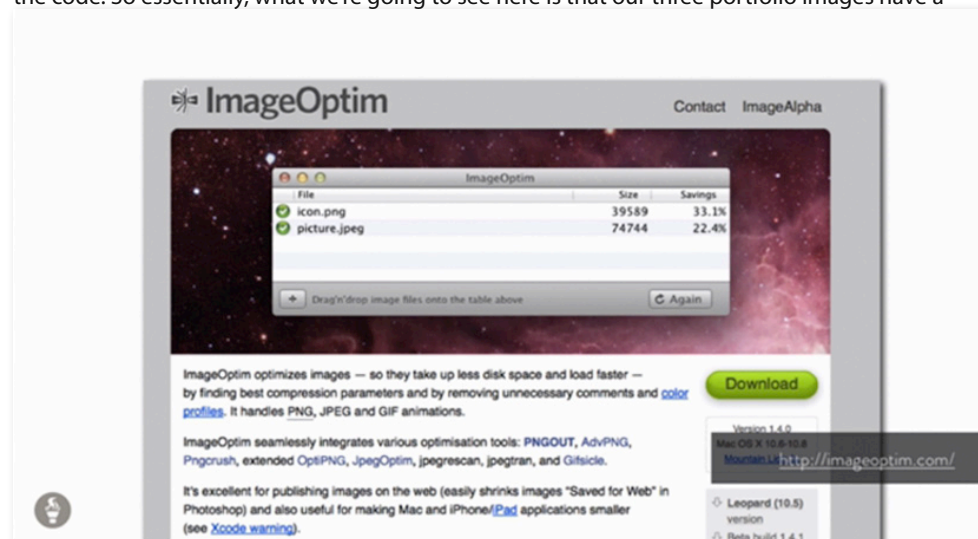 the code. So essentially, what we're going to see here is that our three portfolio images have a
ImageOptim
Contact ImageAlpha
ImageOptim
File Size Savings
icon.png 39589 33.1%
picture.jpeg 74744 22.4%
Drag'n'drop image files onto the table above
Again
ImageOptim optimizes images — so they take up less disk space and load faster —
by finding best compression parameters and by removing unnecessary comments and color
profiles. It handles PNG, JPEG and GIF animations.
Download
ImageOptim seamlessly integrates various optimisation tools: PNGOUT, AdvPNG,
Pngcrush, extended OptiPNG, JpegOptim, jpegrescan, jpegtran, and Gifsicle.
Version 1.4.0
Mac OS X 10.6-10.8
Mountain
http://imageoptim.com/
It's excellent for publishing images on the web (easily shrinks images "Saved for Web" in
Photoshop) and also useful for making Mac and iPhone/iPad applications smaller
(see Xcode warning).
Leopard (10.5)
version
Beta build 1.4.1